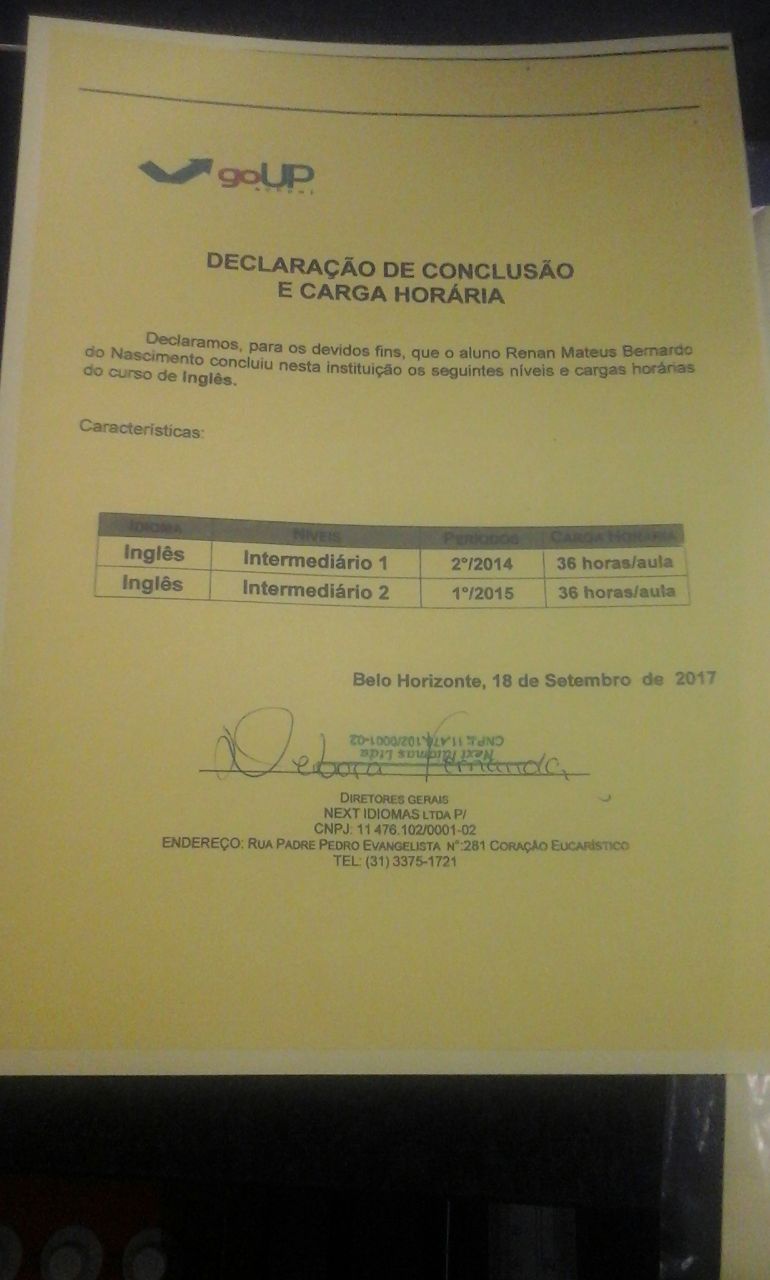 goUP
IDIOMAS
DECLARAÇÃO DE CONCLUSÃO
E CARGA HORÁRIA
Declaramos, para os devidos fins, que o aluno Renan Mateus Bernardo
do Nascimento concluiu nesta instituição os seguintes níveis e cargas horárias
do curso de Inglês.
Características:
IDIOMA NÍVEIS PERÍODOS CARGA HORÁRIA
Inglês Intermediário 1 2°/2014 36 horas/aula
Inglês Intermediário 2 1°/2015 36 horas/aula
Belo Horizonte, 18 de Setembro de 2017
CNPJ: 11.476.102/0001-02
Next Idiomas Ltda
Debora Fernanda
DIRETORES GERAIS
NEXT IDIOMAS LTDA P/
CNPJ: 11 476.102/0001-02
ENDEREÇO: RUA PADRE PEDRO EVANGELISTA N°:281 CORAÇÃO EUCARÍSTICO
TEL: (31) 3375-1721